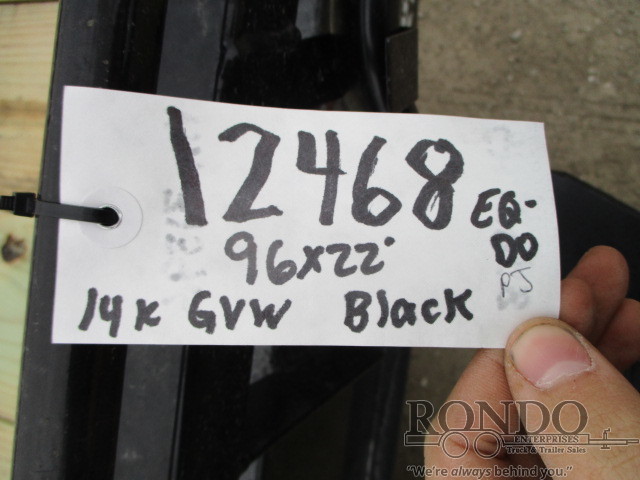 12468 EQ-
DO
PJ
96x22'
14K GVW Black
RONDO
ENTERPRISES
Truck & Trailer Sales
"We're always behind you."